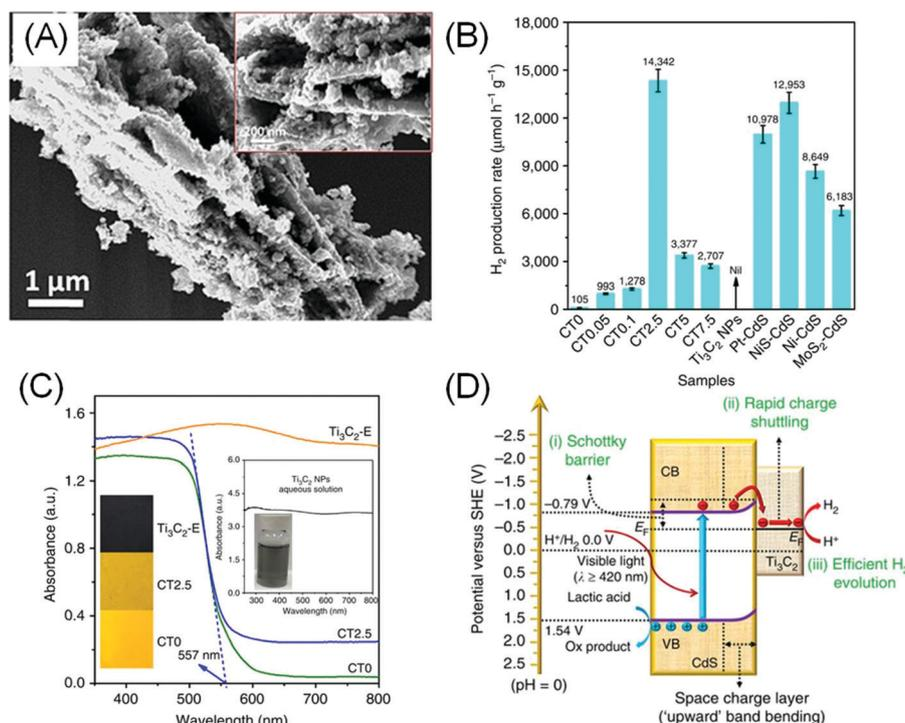 (A)
200 nm
1 µm
(B)
H₂ production rate (µmol h⁻¹ g⁻¹)
18,000
15,000
12,000
9,000
6,000
3,000
0
105
993
1,278
14,342
3,377
2,707
Nil
10,978
12,953
8,649
6,183
CT0
CT0.05
CT0.1
CT2.5
CT5
CT7.5
Ti₃C₂ NPs
Pt-CdS
NiS-CdS
Ni-CdS
MoS₂-CdS
Samples
(C)
Absorbance (a.u.)
1.6
1.2
0.8
0.4
0.0
Ti₃C₂-E
Ti₃C₂-E
CT2.5
CT0
6.0
4.5
3.0
1.5
0.0
Absorbance (a.u.)
Ti₃C₂ NPs
aqueous solution
300 400 500 600 700 800
Wavelength (nm)
CT2.5
CT0
557 nm
400 500 600 700 800
Wavelength (nm)
(D)
Potential versus SHE (V)
−2.5
−2.0
−1.5
−1.0
−0.5
0.0
0.5
1.0
1.5
2.0
2.5
(pH = 0)
(i) Schottky
barrier
(ii) Rapid charge
shuttling
CB
−0.79 V
E_F
H⁺/H₂ 0.0 V
Visible light
(λ ≥ 420 nm)
Lactic acid
1.54 V
Ox product
VB
CdS
E_F
Ti₃C₂
H₂
H⁺
(iii) Efficient H₂
evolution
Space charge layer
('upward' band bending)